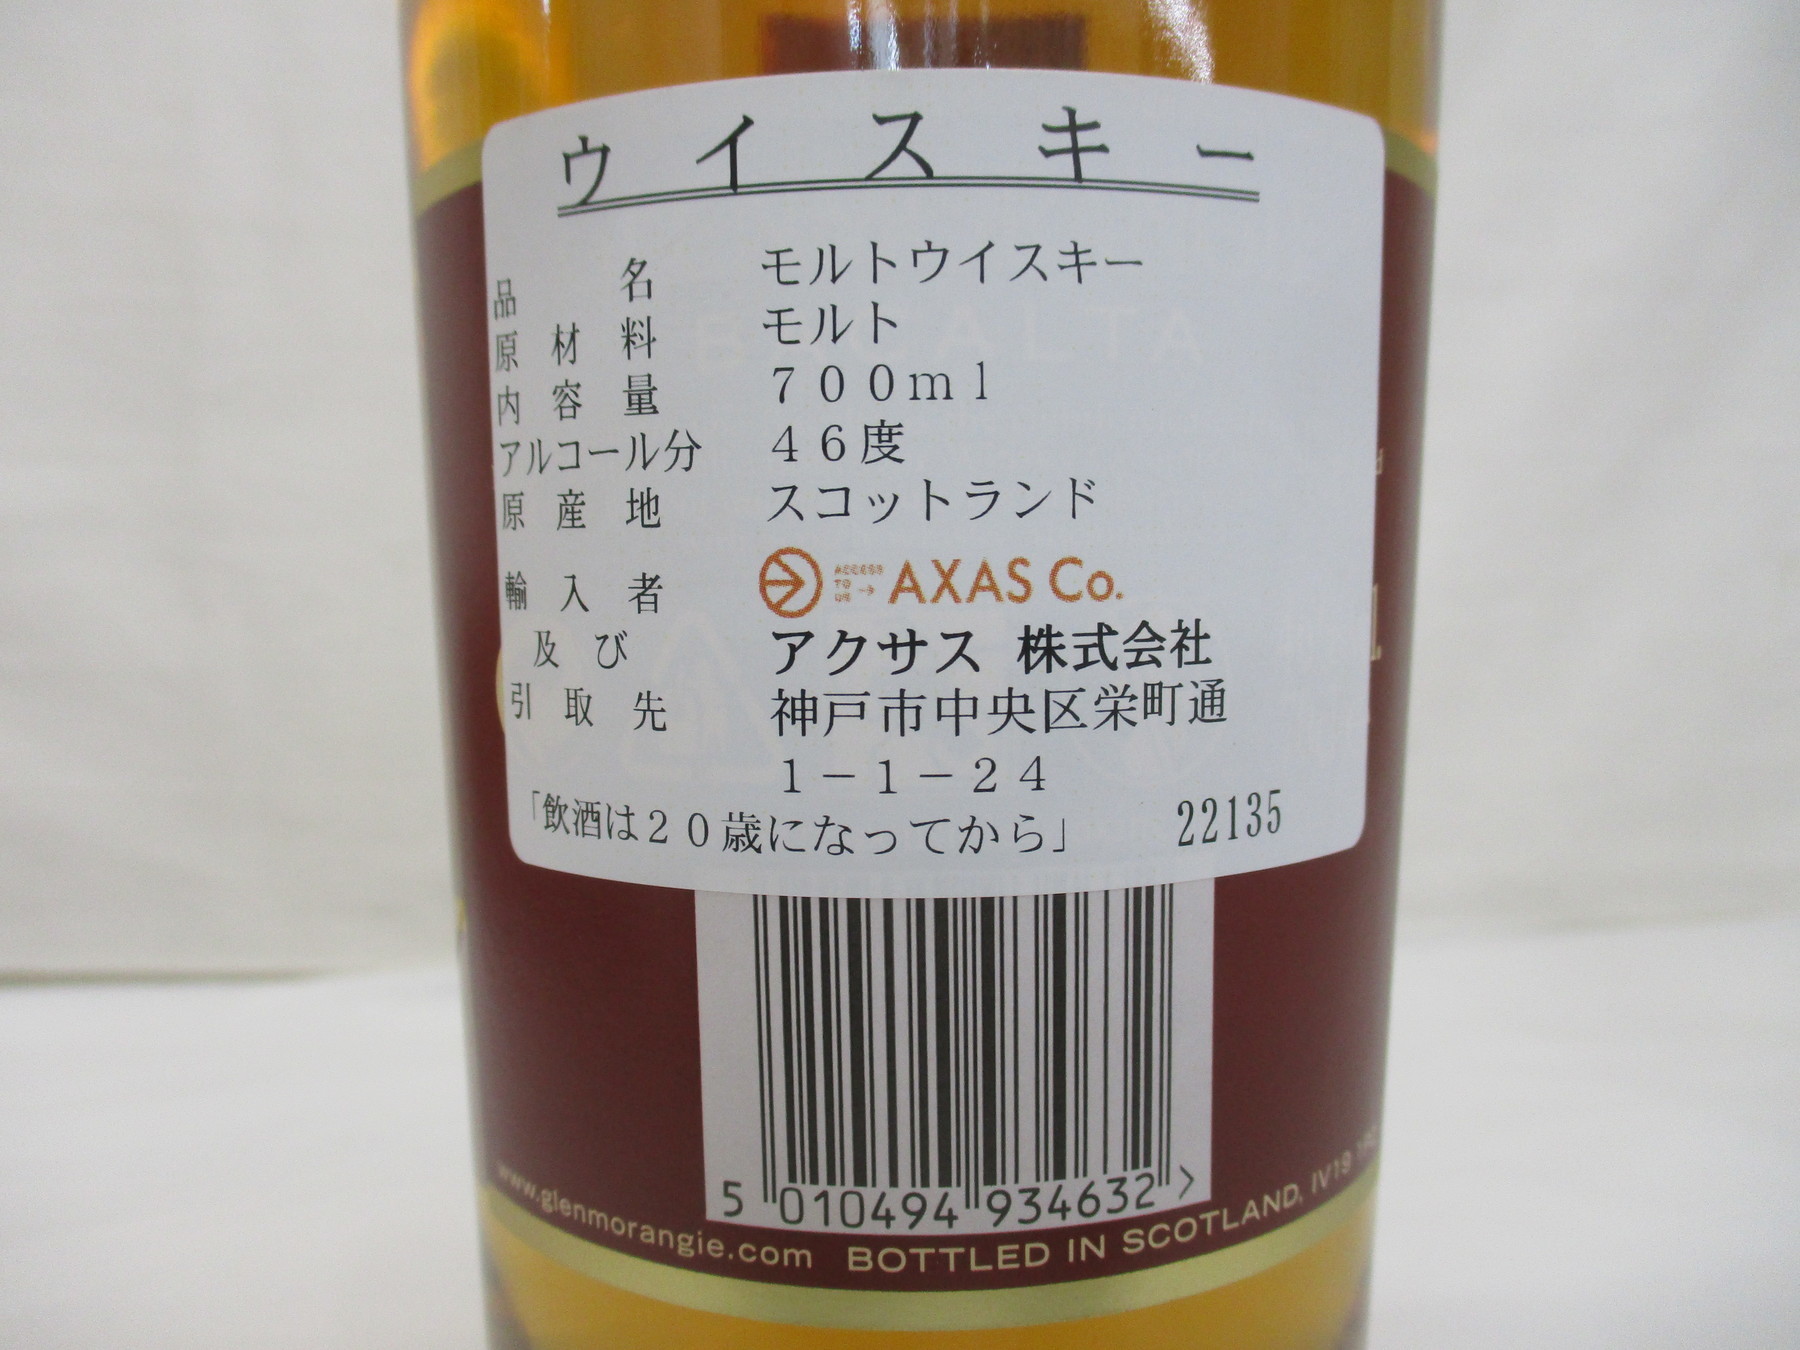 ウイスキー
品名 モルトウイスキー
原材料 モルト
内容量 700ml
アルコール分 46度
原産地 スコットランド
輸入者 ACCESS TO US → AXAS Co.
及び アクサス 株式会社
引取先 神戸市中央区栄町通
1－1－24
「飲酒は20歳になってから」 22135
5 010494 934632 >
www.glenmorangie.com BOTTLED IN SCOTLAND, IV19